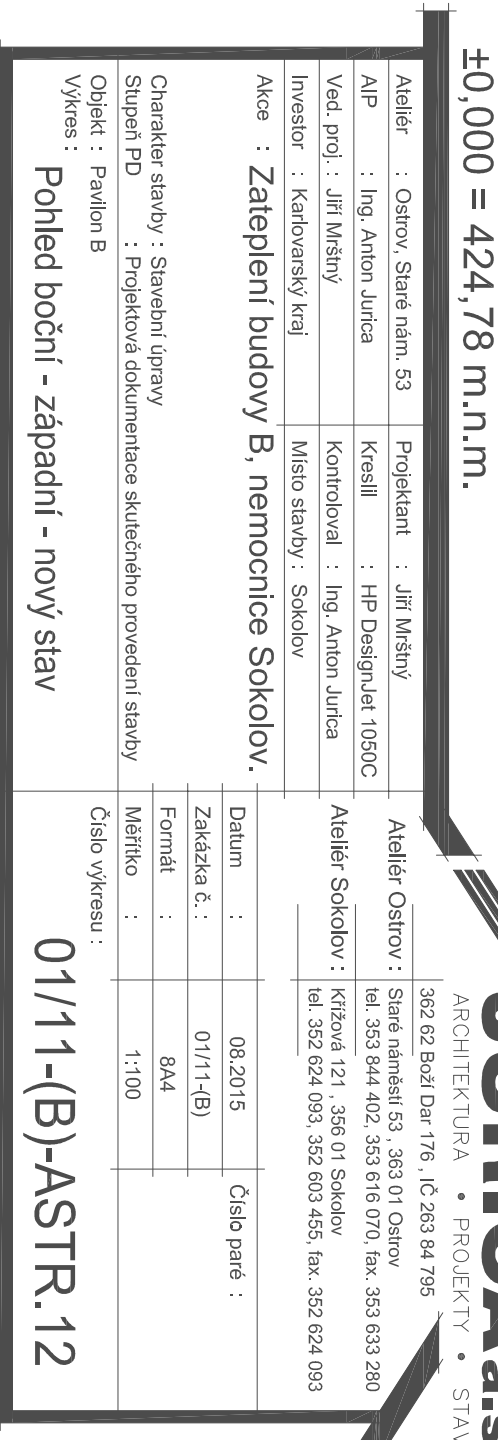 ±0,000 = 424,78 m.n.m.
ARCHITEKTURA • PROJEKTY •
362 62 Boží Dar 176 , IČ 263 84 795
Ateliér Ostrov : Staré náměstí 53 , 363 01 Ostrov
tel. 353 844 402, 353 616 070, fax. 353 633 280
Ateliér Sokolov : Křížová 121 , 356 01 Sokolov
tel. 352 624 093, 352 603 455, fax. 352 624 093
Ateliér : Ostrov, Staré nám. 53 Projektant : Jiří Mrštný
AIP : Ing. Anton Jurica Kreslil : HP DesignJet 1050C
Ved. proj. : Jiří Mrštný Kontroloval : Ing. Anton Jurica
Investor : Karlovarský kraj Místo stavby : Sokolov
Akce : Zateplení budovy B, nemocnice Sokolov.
Charakter stavby : Stavební úpravy
Stupeň PD : Projektová dokumentace skutečného provedení stavby
Objekt : Pavilon B
Výkres :
Pohled boční - západní - nový stav
Datum : 08.2015 Číslo paré :
Zakázka č. : 01/11-(B)
Formát : 8A4
Měřítko : 1:100
Číslo výkresu :
01/11-(B)-ASTR.12